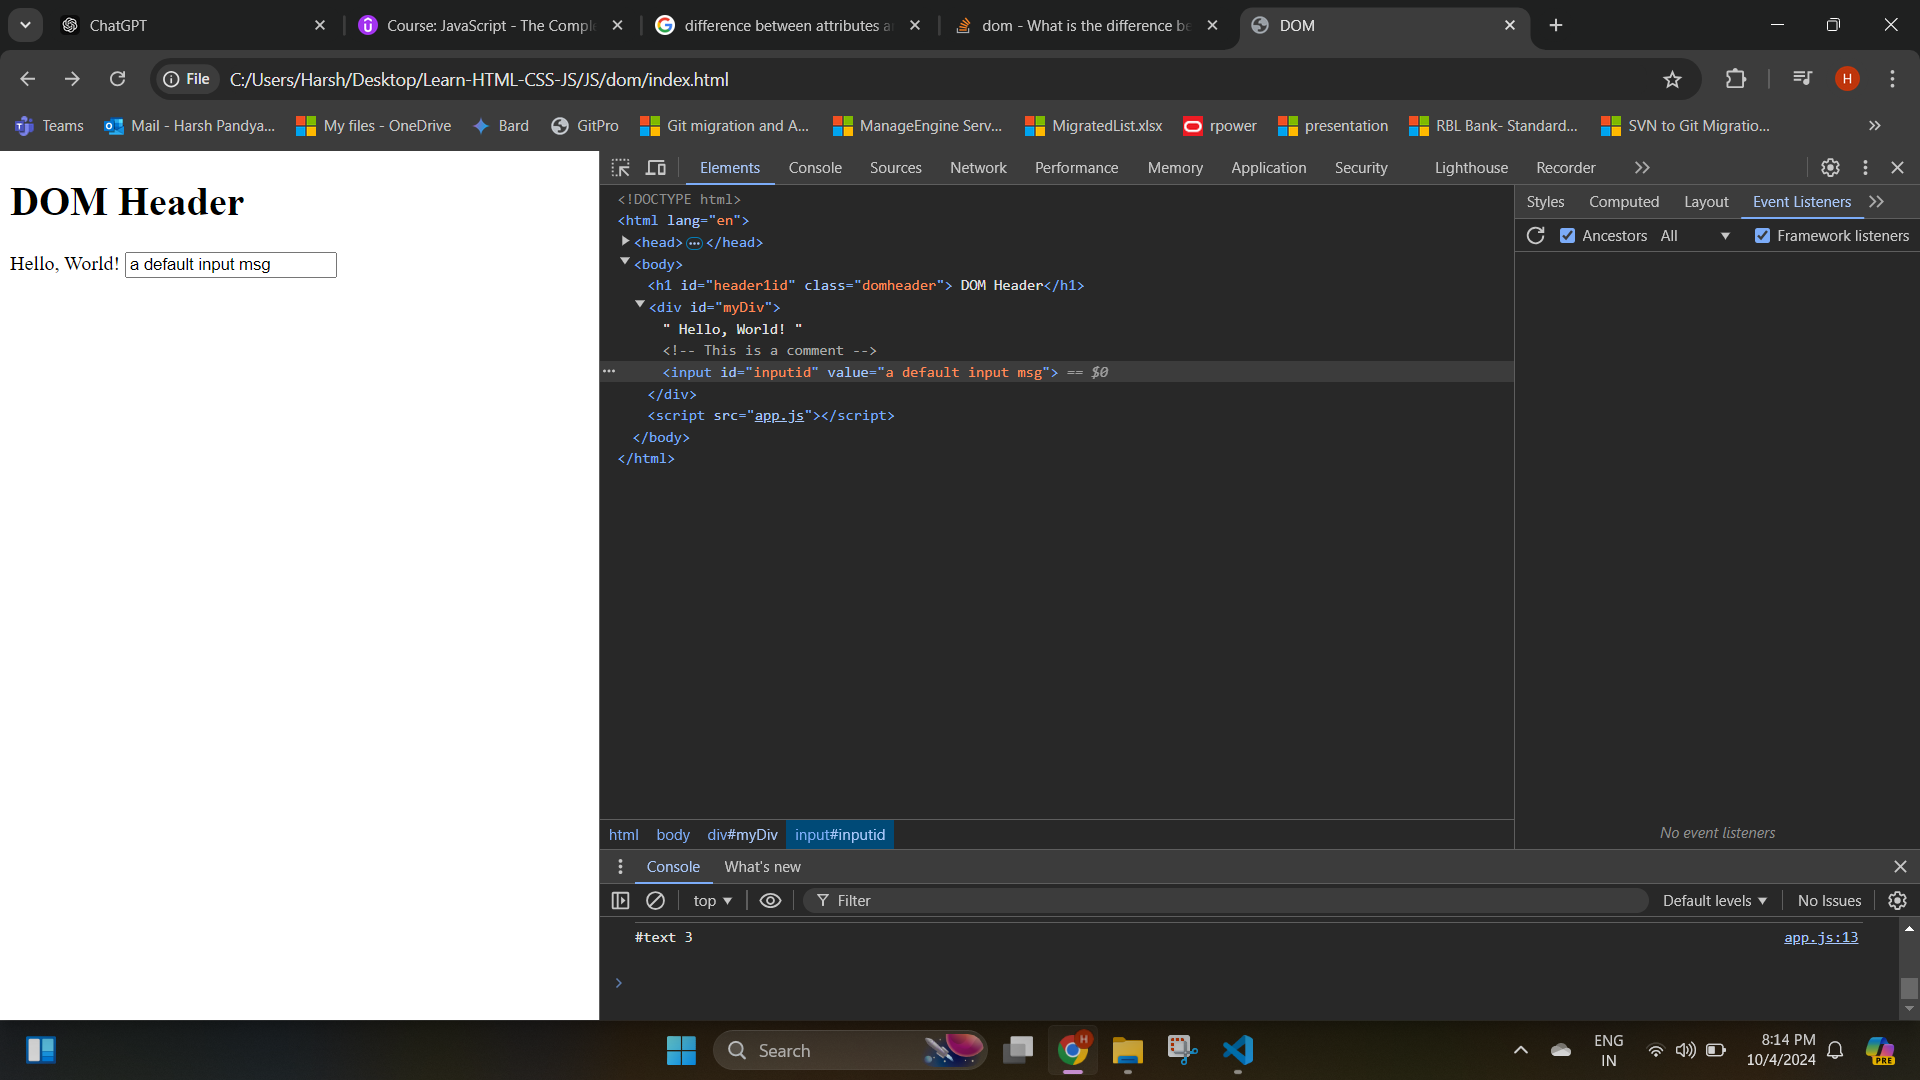 ChatGPT
Course: JavaScript - The Comple
difference between attributes a
dom - What is the difference be
DOM
File
C:/Users/Harsh/Desktop/Learn-HTML-CSS-JS/JS/dom/index.html
H
Teams
Mail - Harsh Pandya...
My files - OneDrive
Bard
GitPro
Git migration and A...
ManageEngine Serv...
MigratedList.xlsx
rpower
presentation
RBL Bank- Standard...
SVN to Git Migratio...
DOM Header
Hello, World! a default input msg
Elements Console Sources Network Performance Memory Application Security Lighthouse Recorder
<!DOCTYPE html>
<html lang="en">
<head> ••• </head>
<body>
<h1 id="header1id" class="domheader"> DOM Header</h1>
<div id="myDiv">
" Hello, World! "
<!-- This is a comment -->
<input id="inputid" value="a default input msg"> == $0
</div>
<script src="app.js"></script>
</body>
</html>
html body div#myDiv input#inputid
Styles Computed Layout Event Listeners
Ancestors All Framework listeners
No event listeners
Console What's new
top Filter Default levels No Issues
#text 3 app.js:13
Search
H
ENG
IN
8:14 PM
10/4/2024
PRE